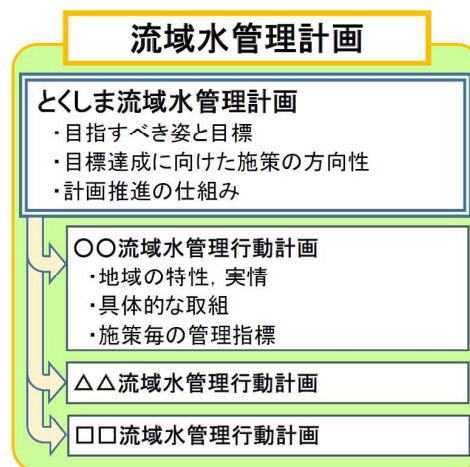 流域水管理計画
とくしま流域水管理計画
・目指すべき姿と目標
・目標達成に向けた施策の方向性
・計画推進の仕組み
〇〇流域水管理行動計画
・地域の特性，実情
・具体的な取組
・施策毎の管理指標
△△流域水管理行動計画
□□流域水管理行動計画